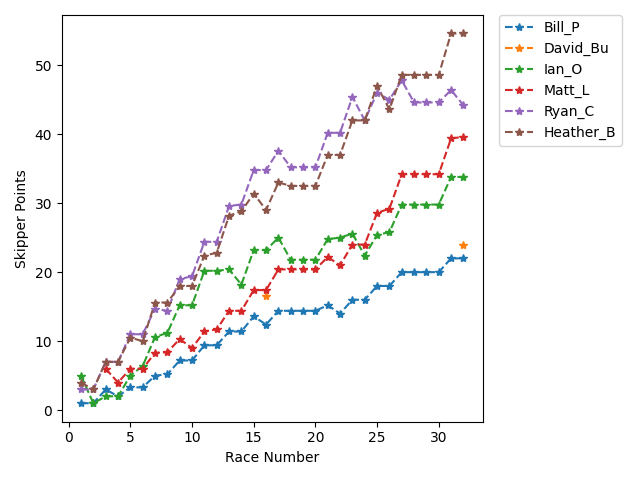 Bill_P
David_Bu
Ian_O
Matt_L
Ryan_C
Heather_B
50
40
30
20
10
0
Skipper Points
0 5 10 15 20 25 30
Race Number